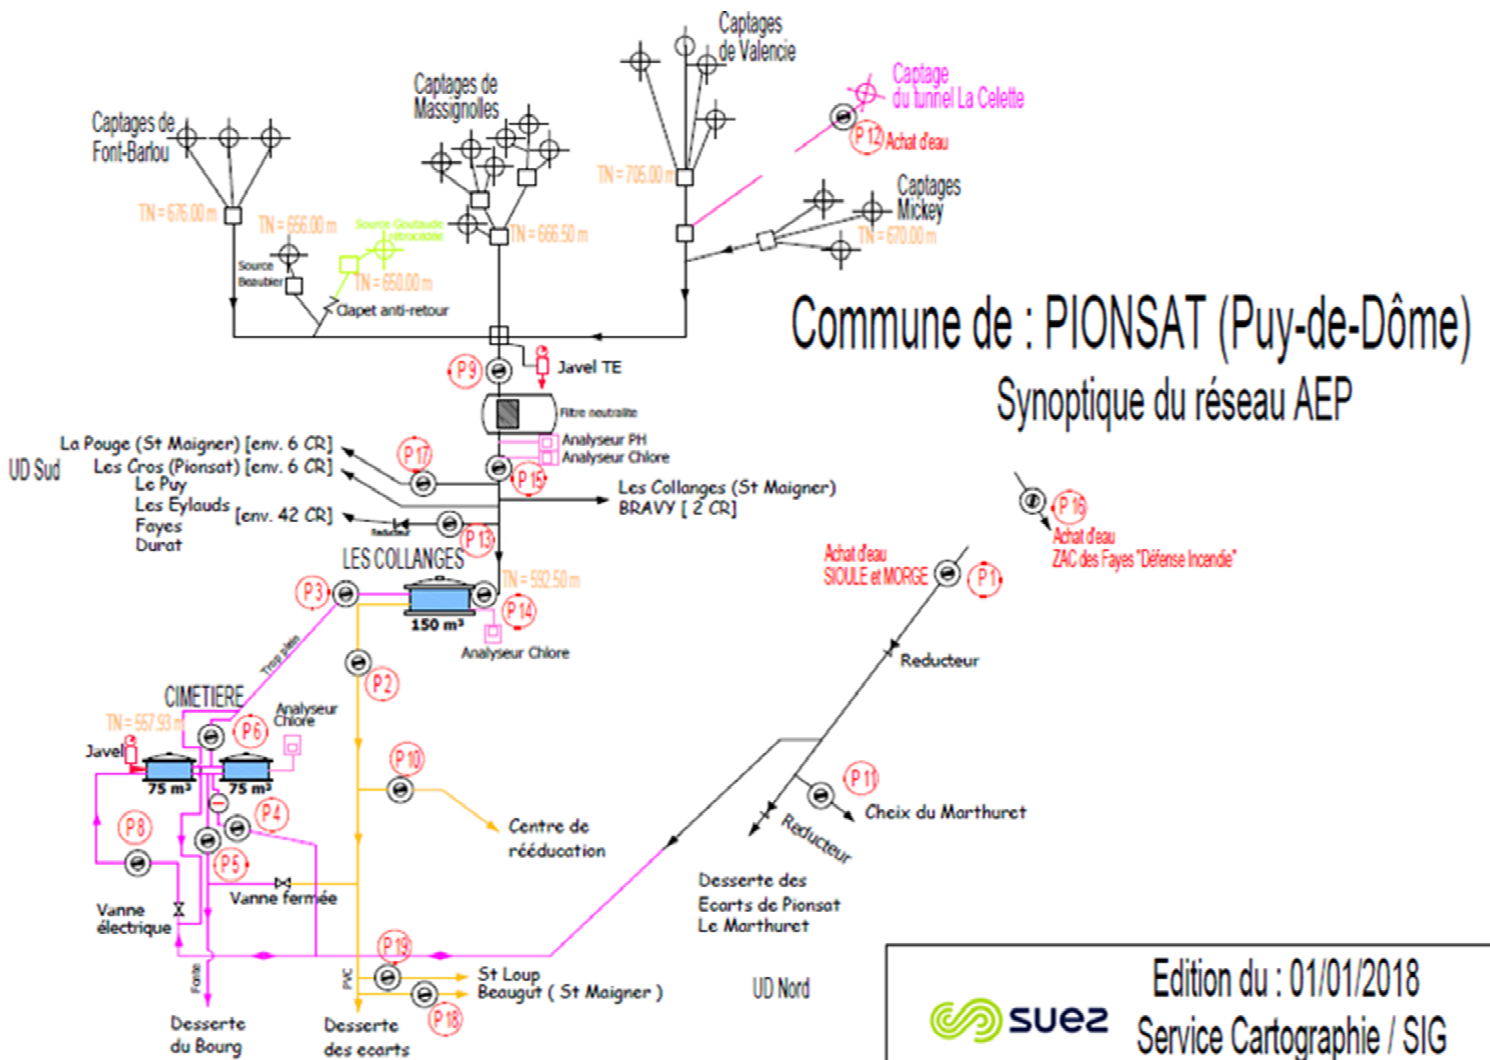 Captages
de Valencie
Captages de
Massignolles
Captage
du tunnel La Celette
P12
Achat d'eau
Captages de
Font-Barlou
TN = 705.00 m
Captages
Mickey
TN = 676.00 m
TN = 656.00 m
Source Goutaude
rétrocédée
TN = 666.50 m
TN = 670.00 m
Source
Beaubier
TN = 650.00 m
Clapet anti-retour
Commune de : PIONSAT (Puy-de-Dôme)
Synoptique du réseau AEP
P9
Javel TE
Filtre neutralite
Analyseur PH
Analyseur Chlore
UD Sud
La Pouge (St Maigner) [env. 6 CR]
Les Cros (Pionsat) [env. 6 CR]
Le Puy
Les Eylauds
Fayes
Durat
[env. 42 CR]
P17
P15
Les Collanges (St Maigner)
BRAVY [ 2 CR]
Reducteur
P13
P16
Achat d'eau
ZAC des Fayes "Défense Incendie"
LES COLLANGES
TN = 592.50 m
P3
P14
150 m³
Analyseur Chlore
Achat d'eau
SIOULE et MORGE
P1
Reducteur
Trop plein
P2
CIMETIERE
TN = 557.93 m
Analyseur
Chlore
P6
Javel
75 m³
75 m³
P10
P11
Cheix du Marthuret
Reducteur
P8
P4
P5
Centre de
rééducation
Vanne fermée
Vanne
électrique
Desserte des
Ecarts de Pionsat
Le Marthuret
P19
St Loup
Beaugut ( St Maigner )
P18
UD Nord
Fonte
PVC
Desserte
du Bourg
Desserte
des ecarts
suez
Edition du : 01/01/2018
Service Cartographie / SIG